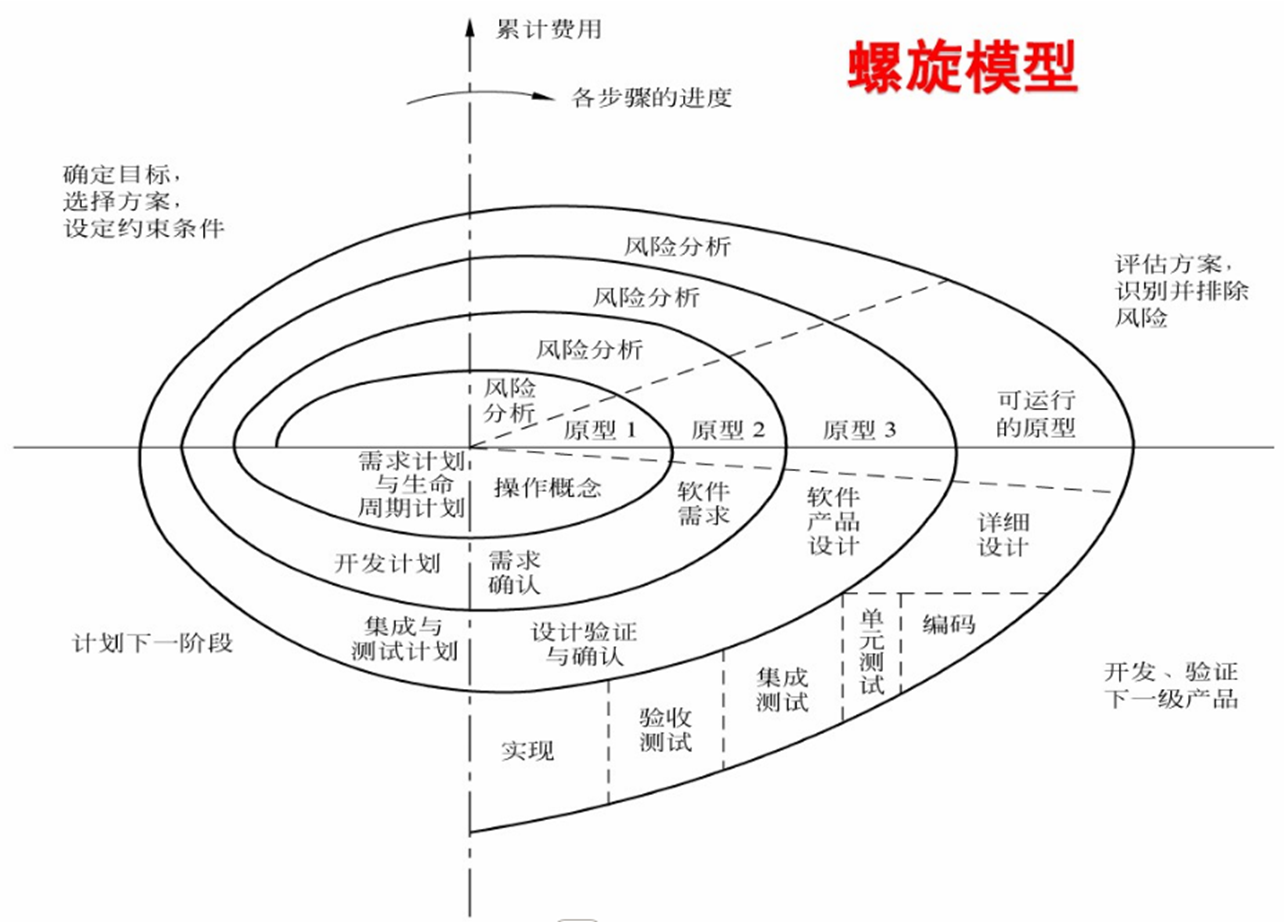 累计费用
螺旋模型
各步骤的进度
确定目标，
选择方案，
设定约束条件
风险分析
评估方案，
识别并排除
风险
风险分析
风险分析
风险
分析
可运行
的原型
原型 1
原型 2
原型 3
需求计划
与生命
周期计划
操作概念
软件
需求
软件
产品
设计
详细
设计
开发计划
需求
确认
集成与
测试计划
设计验证
与确认
计划下一阶段
单
元
测
试
编码
集成
测试
开发、验证
下一级产品
验收
测试
实现